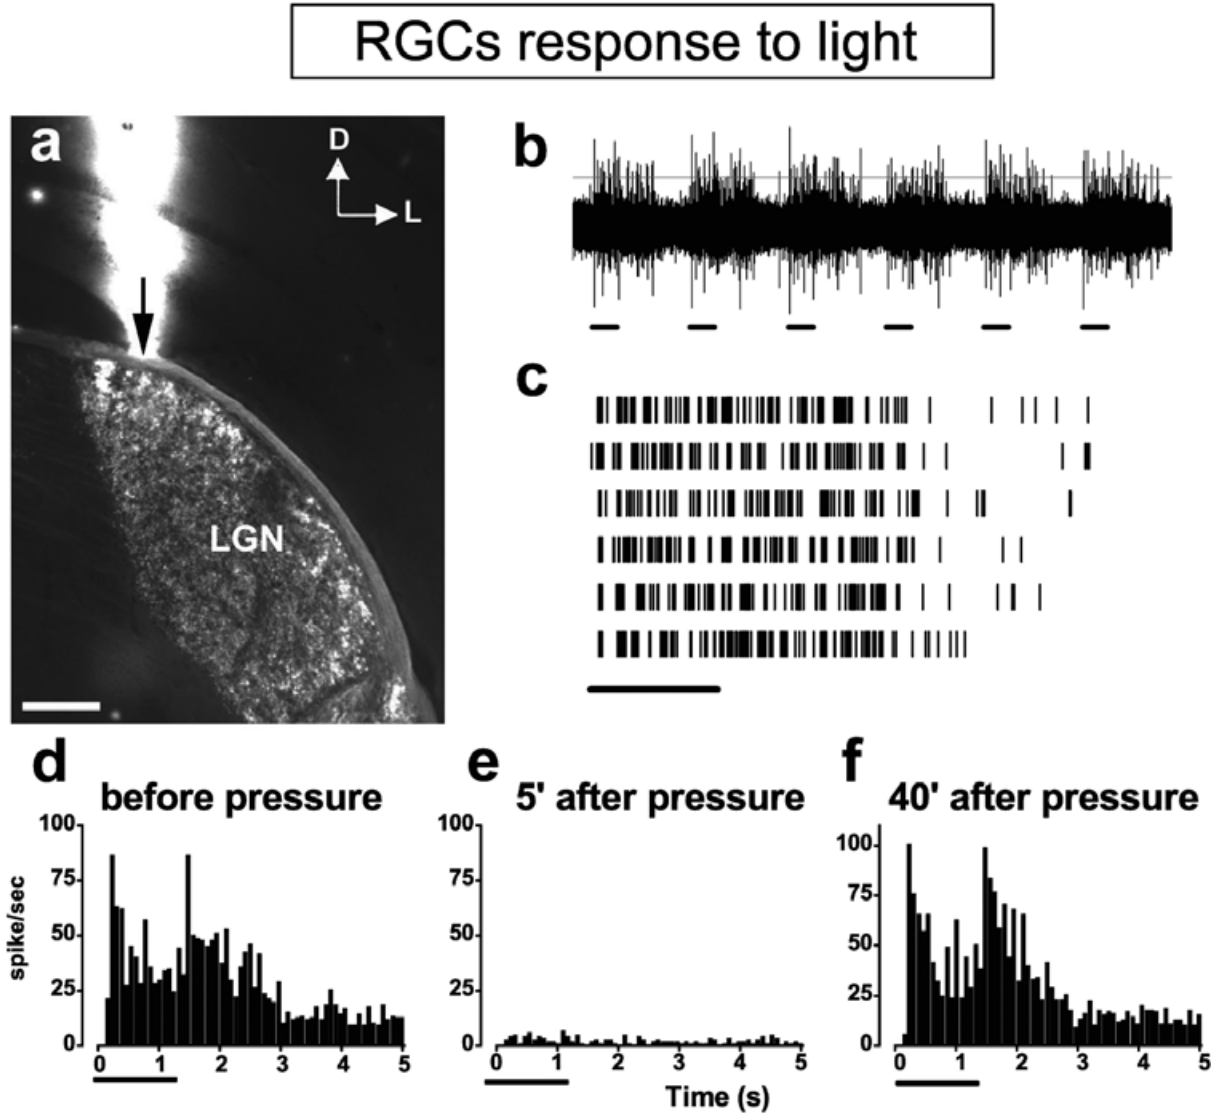 RGCs response to light
a
D
L
LGN
b
c
d
before pressure
spike/sec
100
75
50
25
0
0 1 2 3 4 5
e
5' after pressure
100
75
50
25
0
0 1 2 3 4 5
Time (s)
f
40' after pressure
100
75
50
25
0
0 1 2 3 4 5